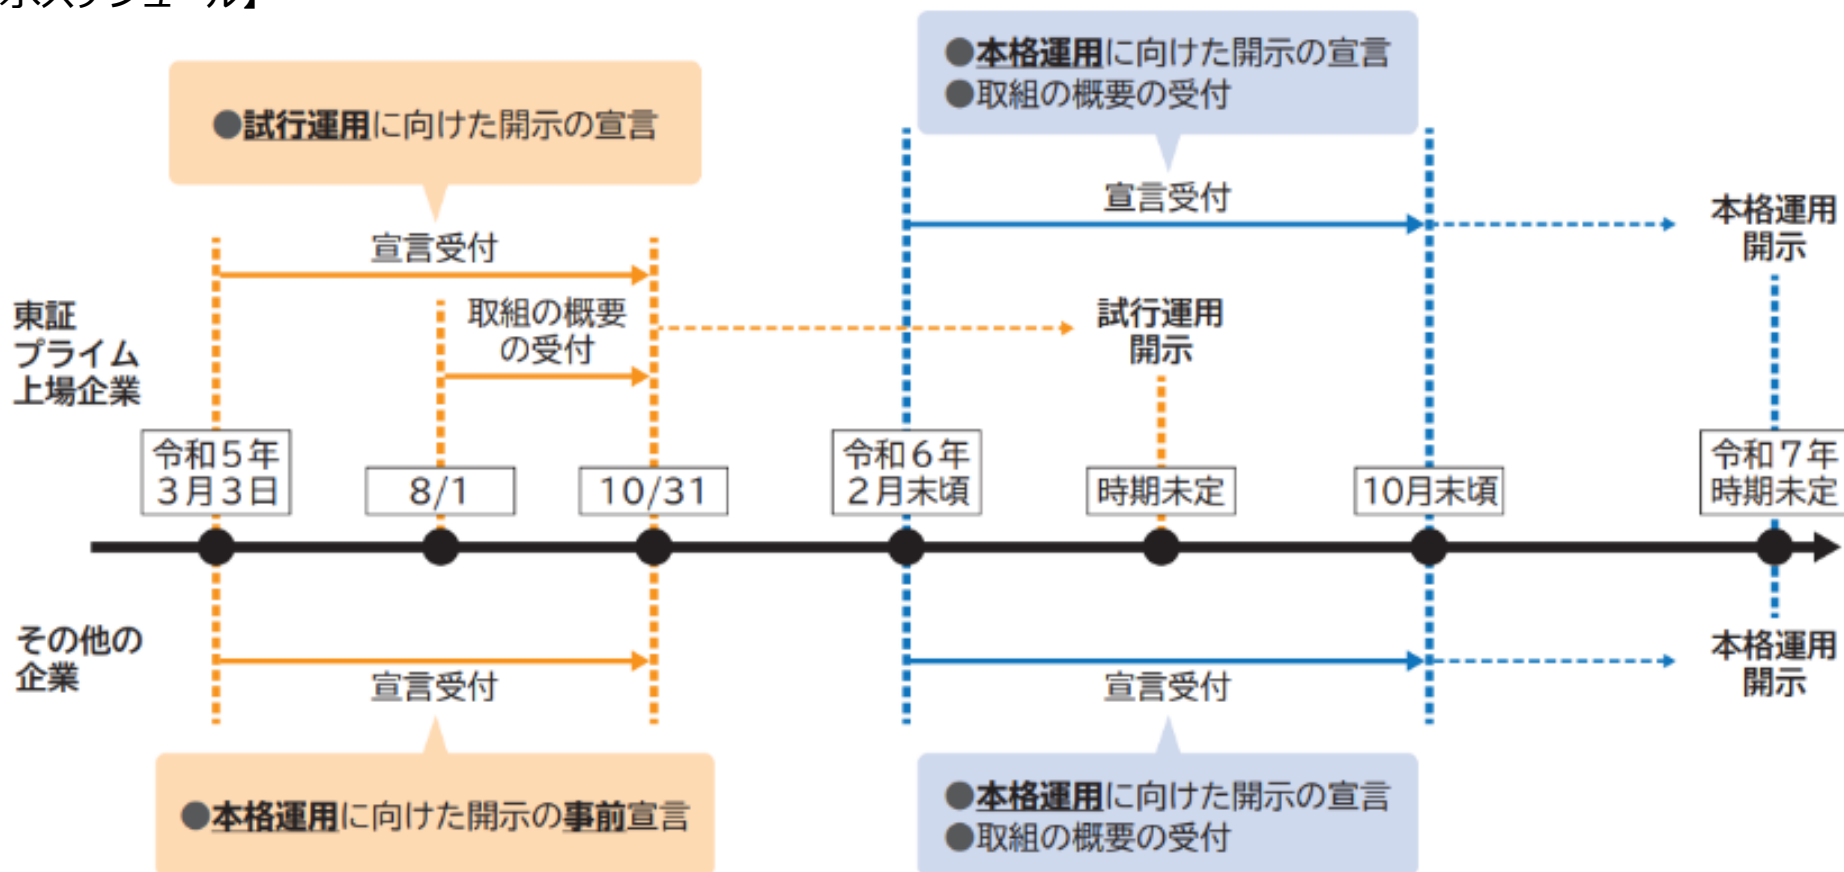 ホスケジュール】
●本格運用に向けた開示の宣言
●取組の概要の受付
●試行運用に向けた開示の宣言
宣言受付
本格運用
開示
宣言受付
取組の概要
の受付
試行運用
開示
東証
プライム
上場企業
令和5年
3月3日
8/1
10/31
令和6年
2月末頃
時期未定
10月末頃
令和7年
時期未定
その他の
企業
宣言受付
宣言受付
本格運用
開示
●本格運用に向けた開示の事前宣言
●本格運用に向けた開示の宣言
●取組の概要の受付